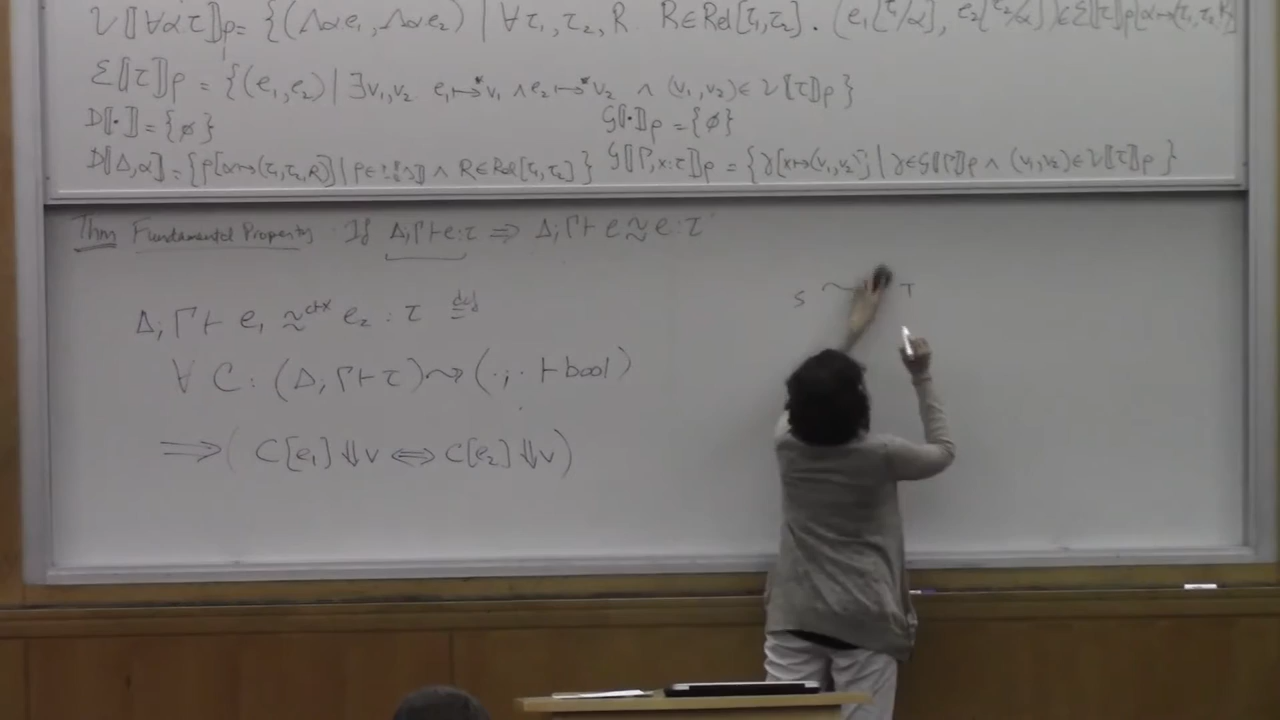 𝒱⟦∀α.τ⟧ρ = {(Λα.e₁, Λα.e₂) | ∀τ₁, τ₂, R. R∈Rel[τ₁,τ₂]. (e₁[τ₁/α], e₂[τ₂/α])∈ℰ⟦τ⟧ρ[α↦(τ₁,τ₂,R)]
ℰ⟦τ⟧ρ = {(e₁,e₂) | ∃v₁,v₂ e₁↦*v₁ ∧ e₂↦*v₂ ∧ (v₁,v₂)∈𝒱⟦τ⟧ρ}
D⟦·⟧ = {∅} 𝒢⟦·⟧ρ = {∅}
D⟦Δ,α⟧ = {ρ[α↦(τ₁,τ₂,R)] | ρ∈D⟦Δ⟧ ∧ R∈Rel[τ₁,τ₂]} 𝒢⟦Γ,x:τ⟧ρ = {γ[x↦(v₁,v₂)] | γ∈𝒢⟦Γ⟧ρ ∧ (v₁,v₂)∈𝒱⟦τ⟧ρ}
Thm Fundamental Property: If Δ;Γ⊢e:τ ⇒ Δ;Γ⊢e≈e:τ
Δ;Γ⊢ e₁ ≈ᶜᵗˣ e₂ : τ ≝
∀ C: (Δ;Γ⊢τ)⇝(·;·⊢bool)
⟹(C[e₁]⇓v ⟺ C[e₂]⇓v)
S ⇝ T